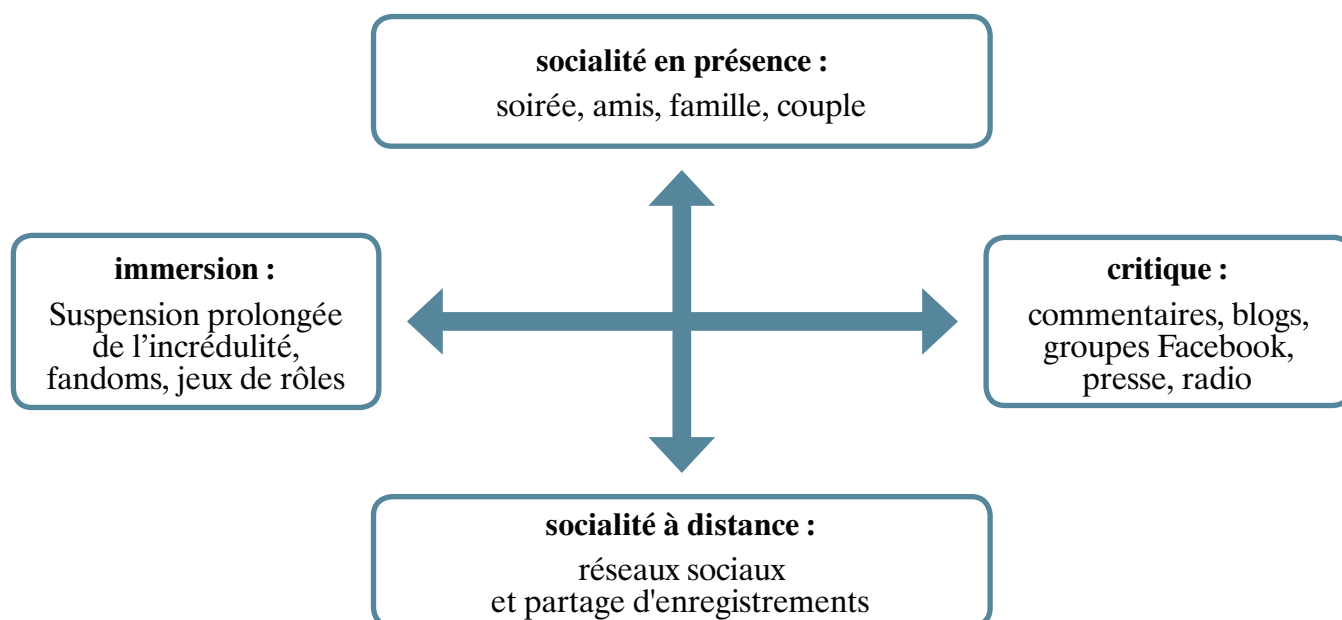 socialité en présence :
soirée, amis, famille, couple
immersion :
Suspension prolongée
de l’incrédulité,
fandoms, jeux de rôles
critique :
commentaires, blogs,
groupes Facebook,
presse, radio
socialité à distance :
réseaux sociaux
et partage d'enregistrements